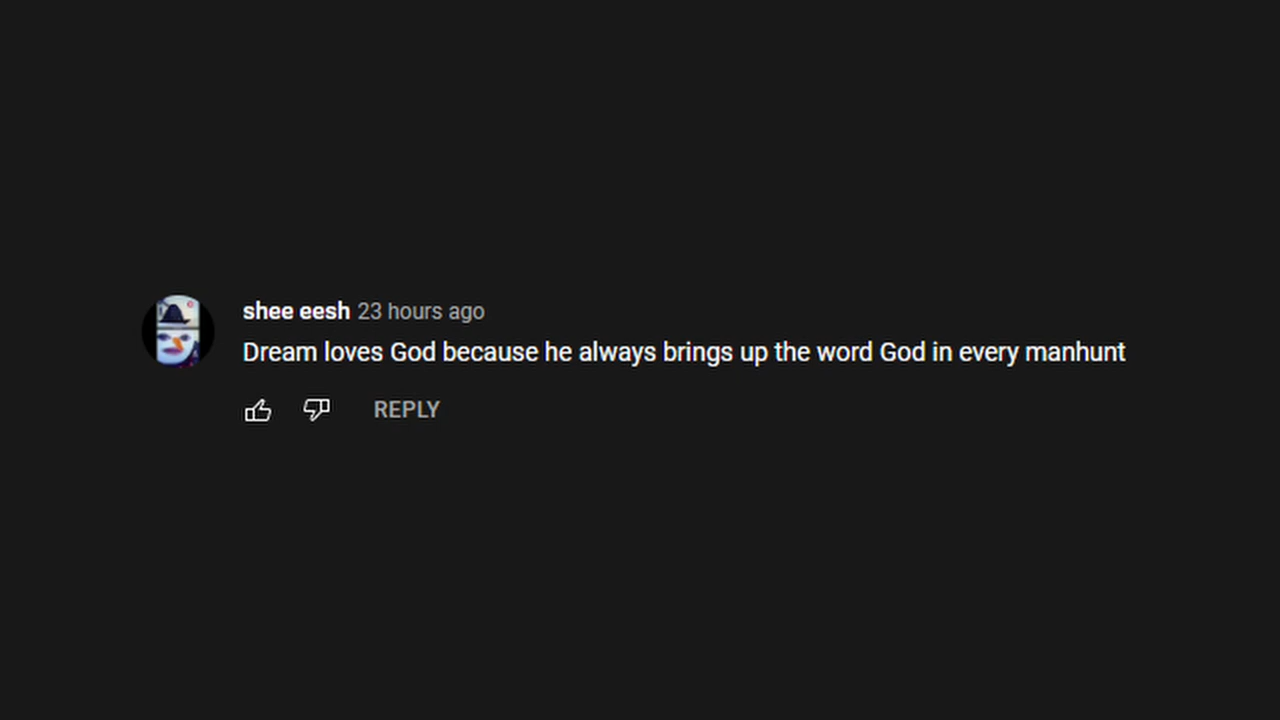 shee eesh 23 hours ago
Dream loves God because he always brings up the word God in every manhunt
REPLY